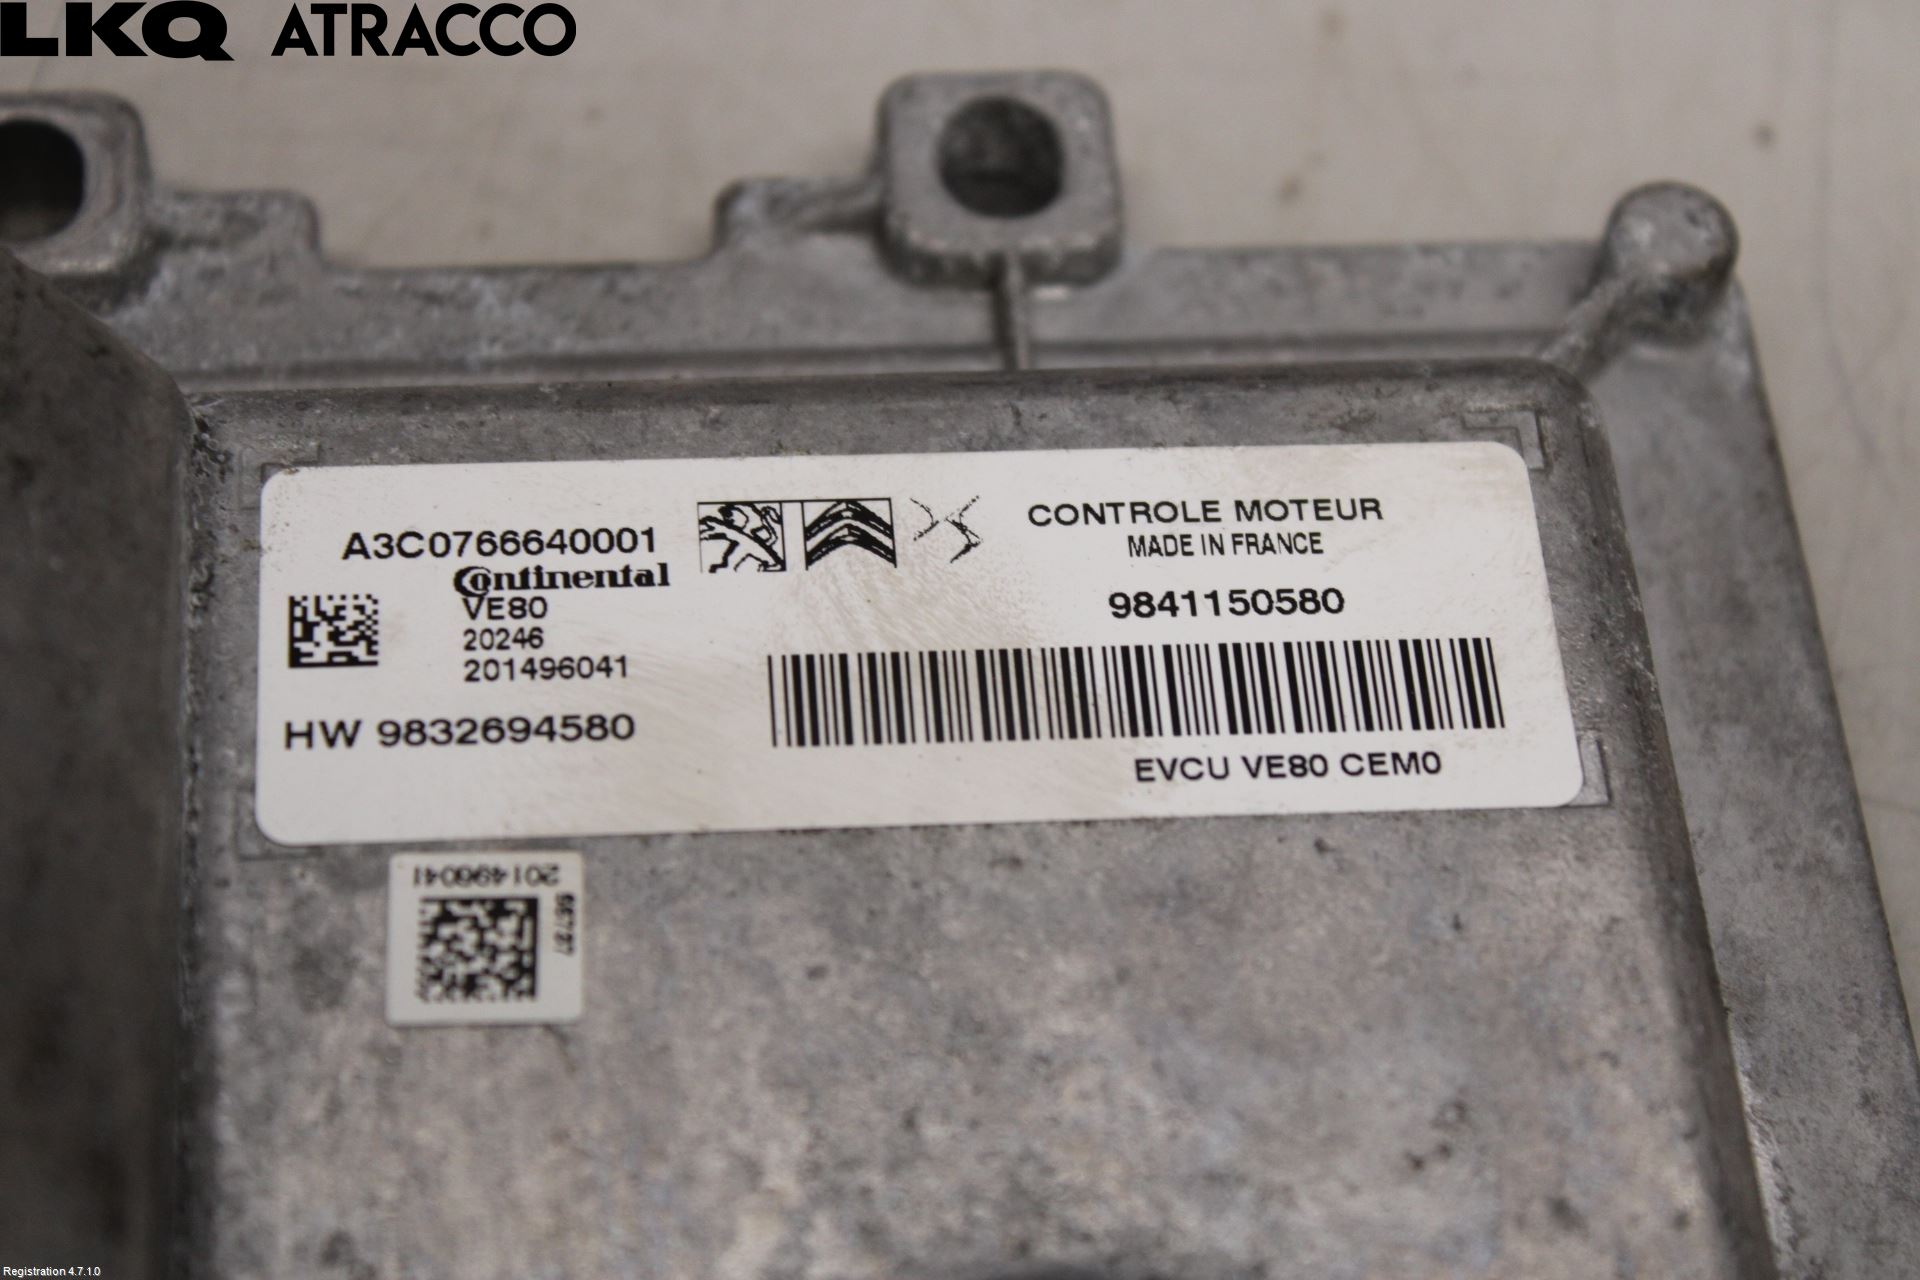 LKQ ATRACCO
A3C0766640001
Continental
VE80
20246
201496041
HW 9832694580
CONTROLE MOTEUR
MADE IN FRANCE
9841150580
EVCU VE80 CEM0
201496041
Registration 4.7.1.0